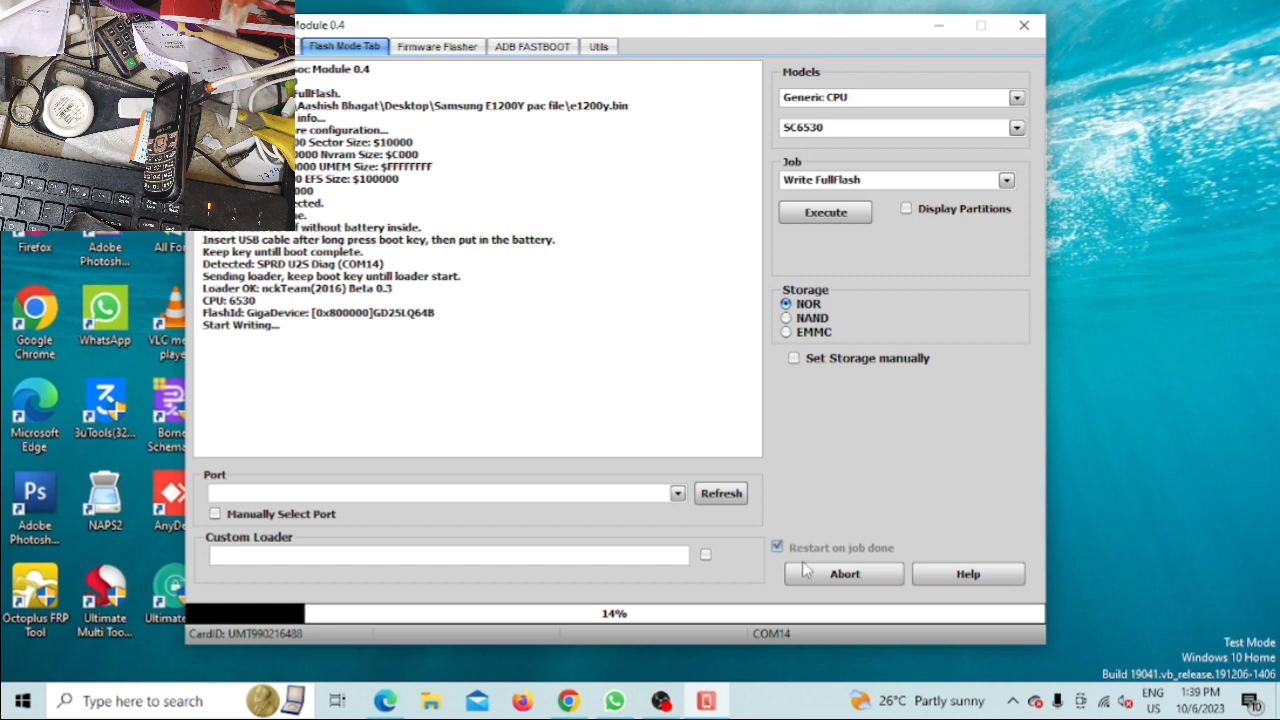 Module 0.4
Flash Mode Tab
Firmware Flasher
ADB FASTBOOT
Utils
oc Module 0.4
FullFlash.
\Aashish Bhagat\Desktop\Samsung E1200Y pac file\e1200y.bin
info...
re configuration...
00 Sector Size: $10000
0000 Nvram Size: $C000
0000 UMEM Size: $FFFFFFFF
0 EFS Size: $100000
000
cted.
ne.
f without battery inside.
Insert USB cable after long press boot key, then put in the battery.
Keep key untill boot complete.
Detected: SPRD U2S Diag (COM14)
Sending loader, keep boot key untill loader start.
Loader OK: nckTeam(2016) Beta 0.3
CPU: 6530
FlashId: GigaDevice: [0x800000]GD25LQ64B
Start Writing...
Models
Generic CPU
SC6530
Job
Write FullFlash
Execute
Display Partitions
Storage
NOR
NAND
EMMC
Set Storage manually
Port
Refresh
Manually Select Port
Custom Loader
Restart on job done
Abort
Help
14%
CardID: UMT990216488
COM14
Firefox
Adobe
Photosh...
All For
Google
Chrome
WhatsApp
VLC me
playe
Microsoft
Edge
3uTools(32...
Borne
Schema
Ps
Adobe
Photosh...
NAPS2
AnyDe
Octoplus FRP
Tool
Ultimate
Multi Too...
Ultimate
Test Mode
Windows 10 Home
Build 19041.vb_release.191206-1406
Type here to search
26°C Partly sunny
ENG
US
1:39 PM
10/6/2023
10